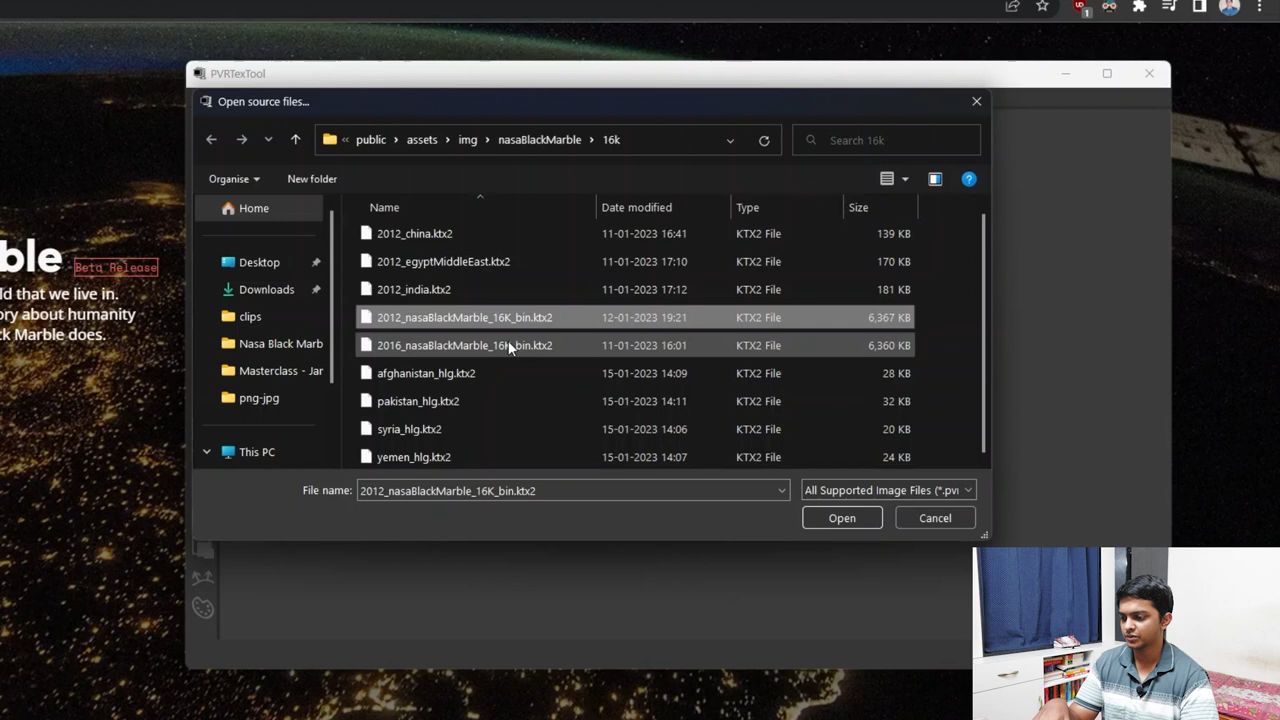 UD
1
PVRTexTool
Open source files...
« public › assets › img › nasaBlackMarble › 16k
Search 16k
Organise
New folder
Home
Desktop
Downloads
clips
Nasa Black Marb
Masterclass - Jar
png-jpg
This PC
Name Date modified Type Size
2012_china.ktx2 11-01-2023 16:41 KTX2 File 139 KB
2012_egyptMiddleEast.ktx2 11-01-2023 17:10 KTX2 File 170 KB
2012_india.ktx2 11-01-2023 17:12 KTX2 File 181 KB
2012_nasaBlackMarble_16K_bin.ktx2 12-01-2023 19:21 KTX2 File 6,367 KB
2016_nasaBlackMarble_16K_bin.ktx2 11-01-2023 16:01 KTX2 File 6,360 KB
afghanistan_hlg.ktx2 15-01-2023 14:09 KTX2 File 28 KB
pakistan_hlg.ktx2 15-01-2023 14:11 KTX2 File 32 KB
syria_hlg.ktx2 15-01-2023 14:06 KTX2 File 20 KB
yemen_hlg.ktx2 15-01-2023 14:07 KTX2 File 24 KB
File name: 2012_nasaBlackMarble_16K_bin.ktx2
All Supported Image Files (*.pvr
Open
Cancel
ble Beta Release
ld that we live in.
ory about humanity
ck Marble does.